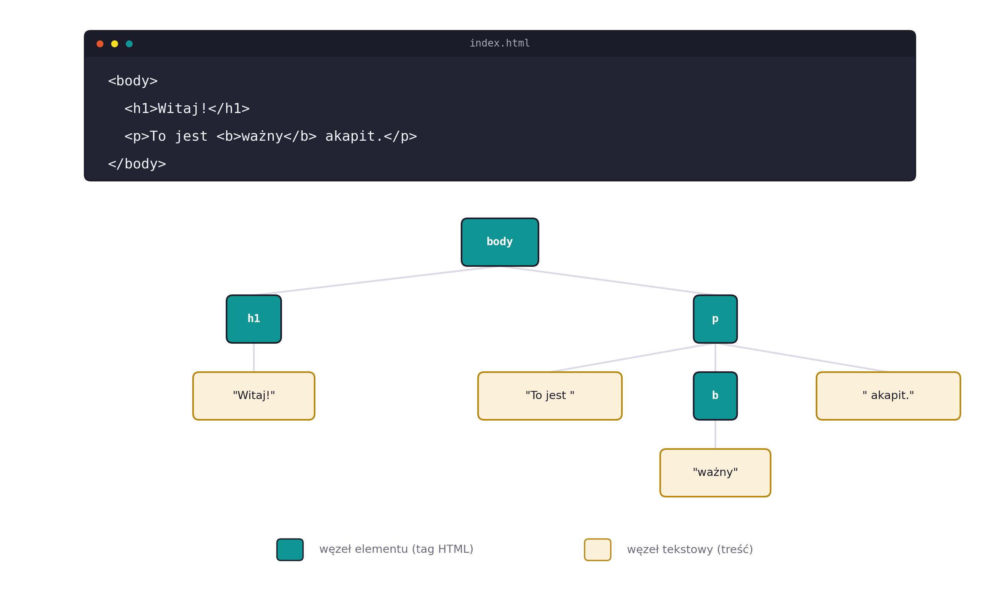 index.html
<body>
  <h1>Witaj!</h1>
  <p>To jest <b>ważny</b> akapit.</p>
</body>
body
h1
p
"Witaj!"
"To jest "
b
" akapit."
"ważny"
węzeł elementu (tag HTML)
węzeł tekstowy (treść)